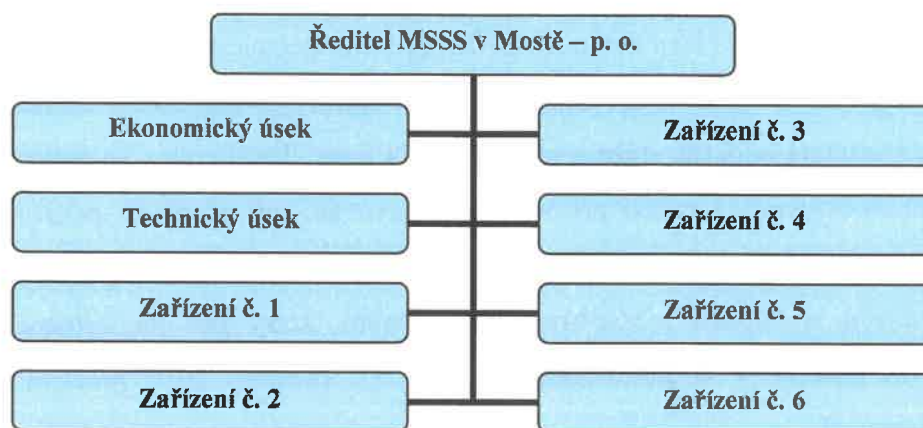 Ředitel MSSS v Mostě – p. o.
Ekonomický úsek
Technický úsek
Zařízení č. 1
Zařízení č. 2
Zařízení č. 3
Zařízení č. 4
Zařízení č. 5
Zařízení č. 6